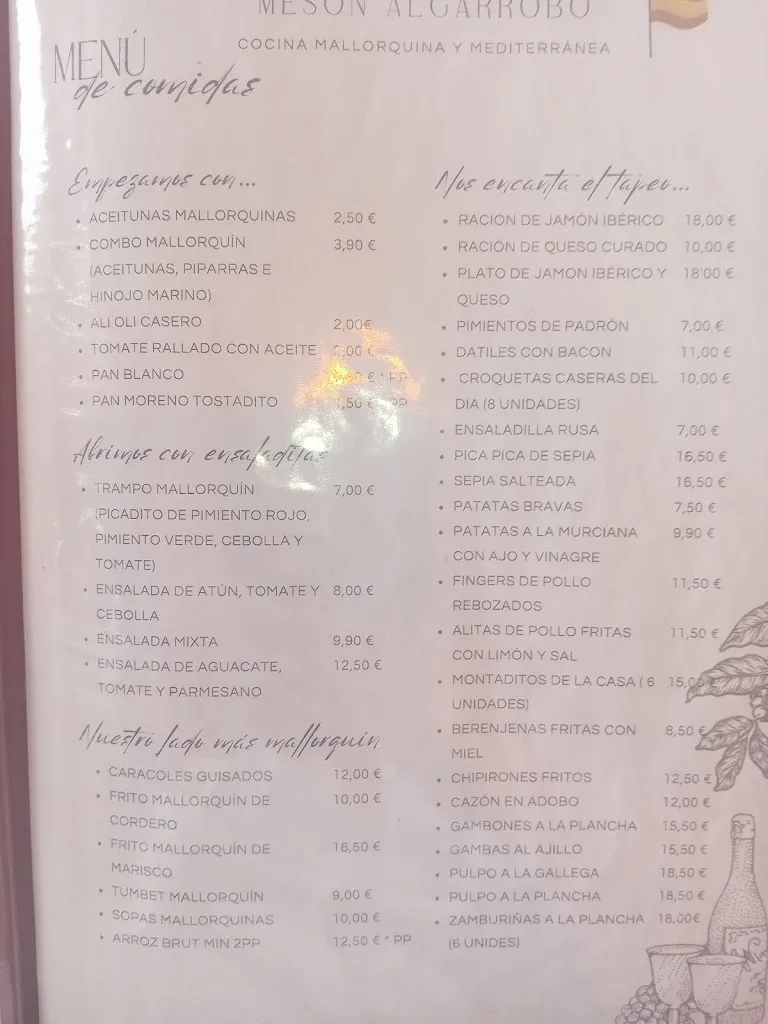 MESÓN ALGARROBO
COCINA MALLORQUINA Y MEDITERRÁNEA
MENÚ
de comidas
Empezamos con...
• ACEITUNAS MALLORQUINAS 2,50 €
• COMBO MALLORQUÍN 3,90 €
(ACEITUNAS, PIPARRAS E
HINOJO MARINO)
• ALI OLI CASERO 2,00€
• TOMATE RALLADO CON ACEITE
• PAN BLANCO € * PP
• PAN MORENO TOSTADITO 1,50 € * PP
Abrimos con ensaladitas
• TRAMPO MALLORQUÍN 7,00 €
(PICADITO DE PIMIENTO ROJO,
PIMIENTO VERDE, CEBOLLA Y
TOMATE)
• ENSALADA DE ATÚN, TOMATE Y 8,00 €
CEBOLLA
• ENSALADA MIXTA 9,90 €
• ENSALADA DE AGUACATE, 12,50 €
TOMATE Y PARMESANO
Nuestro lado más mallorquín
• CARACOLES GUISADOS 12,00 €
• FRITO MALLORQUÍN DE 10,00 €
CORDERO
• FRITO MALLORQUÍN DE 16,50 €
MARISCO
• TUMBET MALLORQUÍN 9,00 €
• SOPAS MALLORQUINAS 10,00 €
• ARROZ BRUT MIN 2PP 12,50 € * PP
Nos encanta el tapeo...
• RACION DE JAMÓN IBÉRICO 18,00 €
• RACIÓN DE QUESO CURADO 10,00 €
• PLATO DE JAMON IBÉRICO Y 18'00 €
QUESO
• PIMIENTOS DE PADRÓN 7,00 €
• DATILES CON BACON 11,00 €
• CROQUETAS CASERAS DEL 10,00 €
DIA (8 UNIDADES)
• ENSALADILLA RUSA 7,00 €
• PICA PICA DE SEPIA 16,50 €
• SEPIA SALTEADA 16,50 €
• PATATAS BRAVAS 7,50 €
• PATATAS A LA MURCIANA 9,90 €
CON AJO Y VINAGRE
• FINGERS DE POLLO 11,50 €
REBOZADOS
• ALITAS DE POLLO FRITAS 11,50 €
CON LIMÓN Y SAL
• MONTADITOS DE LA CASA ( 6 15,00
UNIDADES)
• BERENJENAS FRITAS CON 8,50 €
MIEL
• CHIPIRONES FRITOS 12,50 €
• CAZÓN EN ADOBO 12,00 €
• GAMBONES A LA PLANCHA 15,50 €
• GAMBAS AL AJILLO 15,50 €
• PULPO A LA GALLEGA 18,50 €
• PULPO A LA PLANCHA 18,50 €
• ZAMBURIÑAS A LA PLANCHA 18,00€
(6 UNIDES)